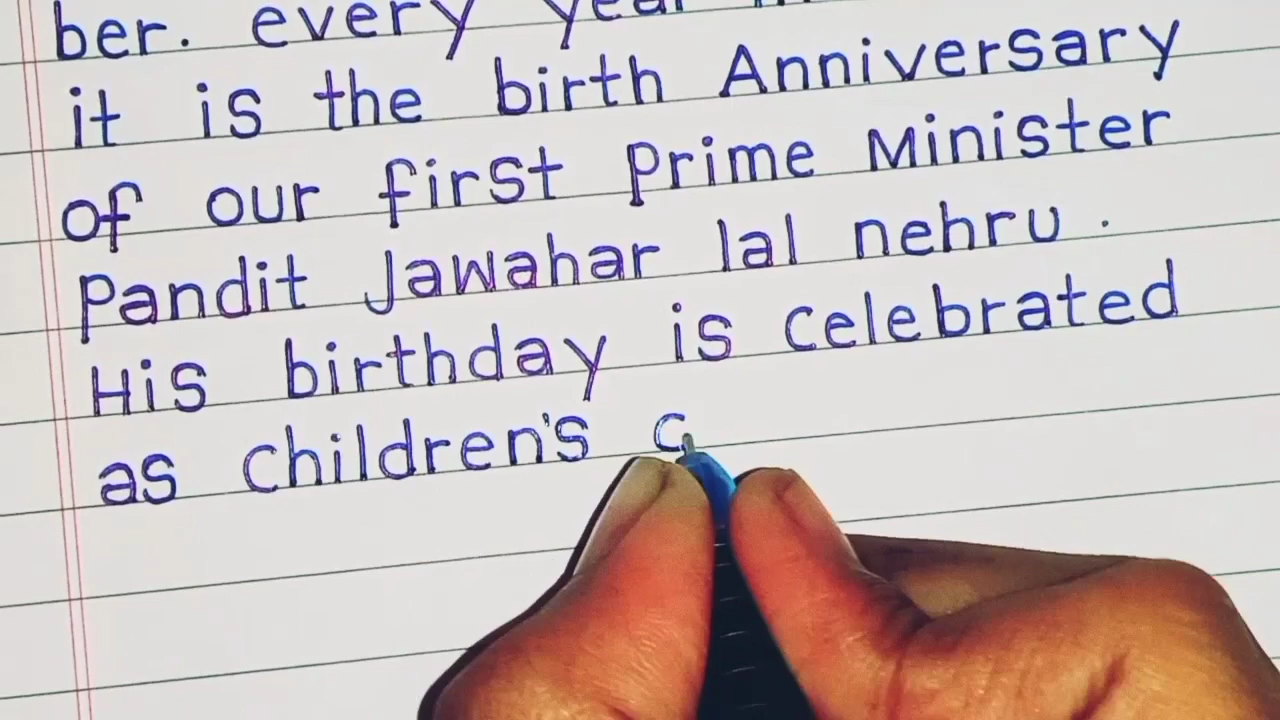 ber. every year
it is the birth Anniversary
of our first Prime Minister
Pandit Jawahar lal nehru .
His birthday is celebrated
as children's